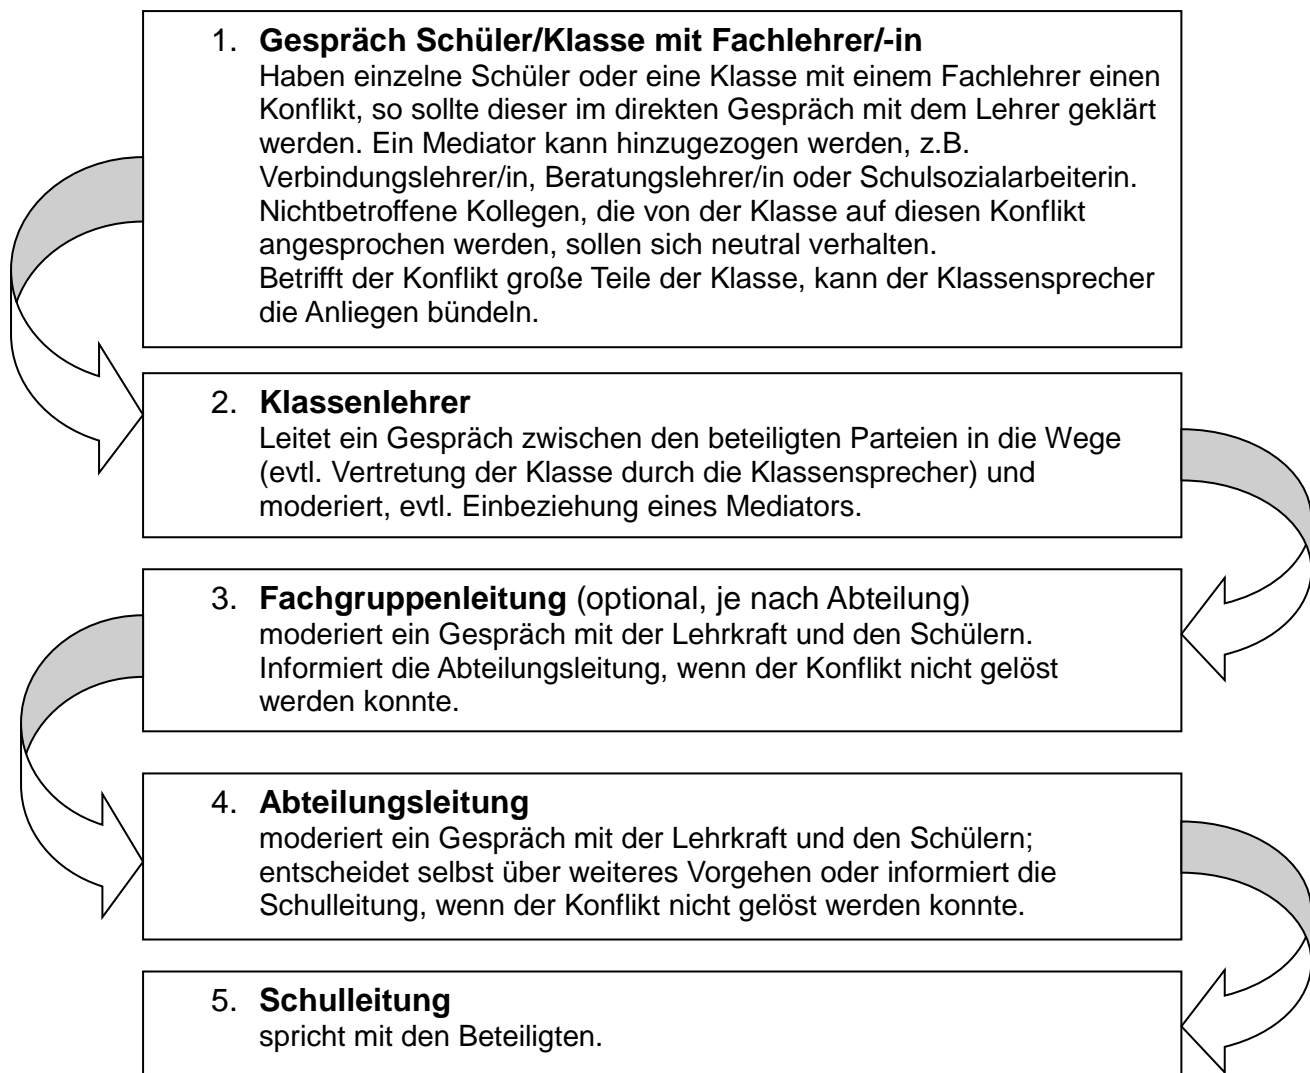 1. Gespräch Schüler/Klasse mit Fachlehrer/-in
Haben einzelne Schüler oder eine Klasse mit einem Fachlehrer einen
Konflikt, so sollte dieser im direkten Gespräch mit dem Lehrer geklärt
werden. Ein Mediator kann hinzugezogen werden, z.B.
Verbindungslehrer/in, Beratungslehrer/in oder Schulsozialarbeiterin.
Nichtbetroffene Kollegen, die von der Klasse auf diesen Konflikt
angesprochen werden, sollen sich neutral verhalten.
Betrifft der Konflikt große Teile der Klasse, kann der Klassensprecher
die Anliegen bündeln.
2. Klassenlehrer
Leitet ein Gespräch zwischen den beteiligten Parteien in die Wege
(evtl. Vertretung der Klasse durch die Klassensprecher) und
moderiert, evtl. Einbeziehung eines Mediators.
3. Fachgruppenleitung (optional, je nach Abteilung)
moderiert ein Gespräch mit der Lehrkraft und den Schülern.
Informiert die Abteilungsleitung, wenn der Konflikt nicht gelöst
werden konnte.
4. Abteilungsleitung
moderiert ein Gespräch mit der Lehrkraft und den Schülern;
entscheidet selbst über weiteres Vorgehen oder informiert die
Schulleitung, wenn der Konflikt nicht gelöst werden konnte.
5. Schulleitung
spricht mit den Beteiligten.